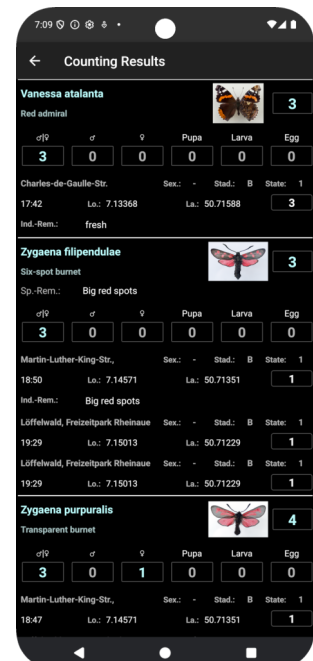 7:09
Counting Results
Vanessa atalanta
3
Red admiral
♂|♀ ♂ ♀ Pupa Larva Egg
3 0 0 0 0 0
Charles-de-Gaulle-Str. Sex.: - Stad.: B State: 1
17:42 Lo.: 7.13368 La.: 50.71588 3
Ind.-Rem.: fresh
Zygaena filipendulae
3
Six-spot burnet
Sp.-Rem.: Big red spots
♂|♀ ♂ ♀ Pupa Larva Egg
3 0 0 0 0 0
Martin-Luther-King-Str., Sex.: - Stad.: B State: 1
18:50 Lo.: 7.14571 La.: 50.71351 1
Ind.-Rem.: Big red spots
Löffelwald, Freizeitpark Rheinaue Sex.: - Stad.: B State: 1
19:29 Lo.: 7.15013 La.: 50.71229 1
Löffelwald, Freizeitpark Rheinaue Sex.: - Stad.: B State: 1
19:29 Lo.: 7.15013 La.: 50.71229 1
Zygaena purpuralis
4
Transparent burnet
♂|♀ ♂ ♀ Pupa Larva Egg
3 0 1 0 0 0
Martin-Luther-King-Str., Sex.: - Stad.: B State: 1
18:47 Lo.: 7.14571 La.: 50.71351 1